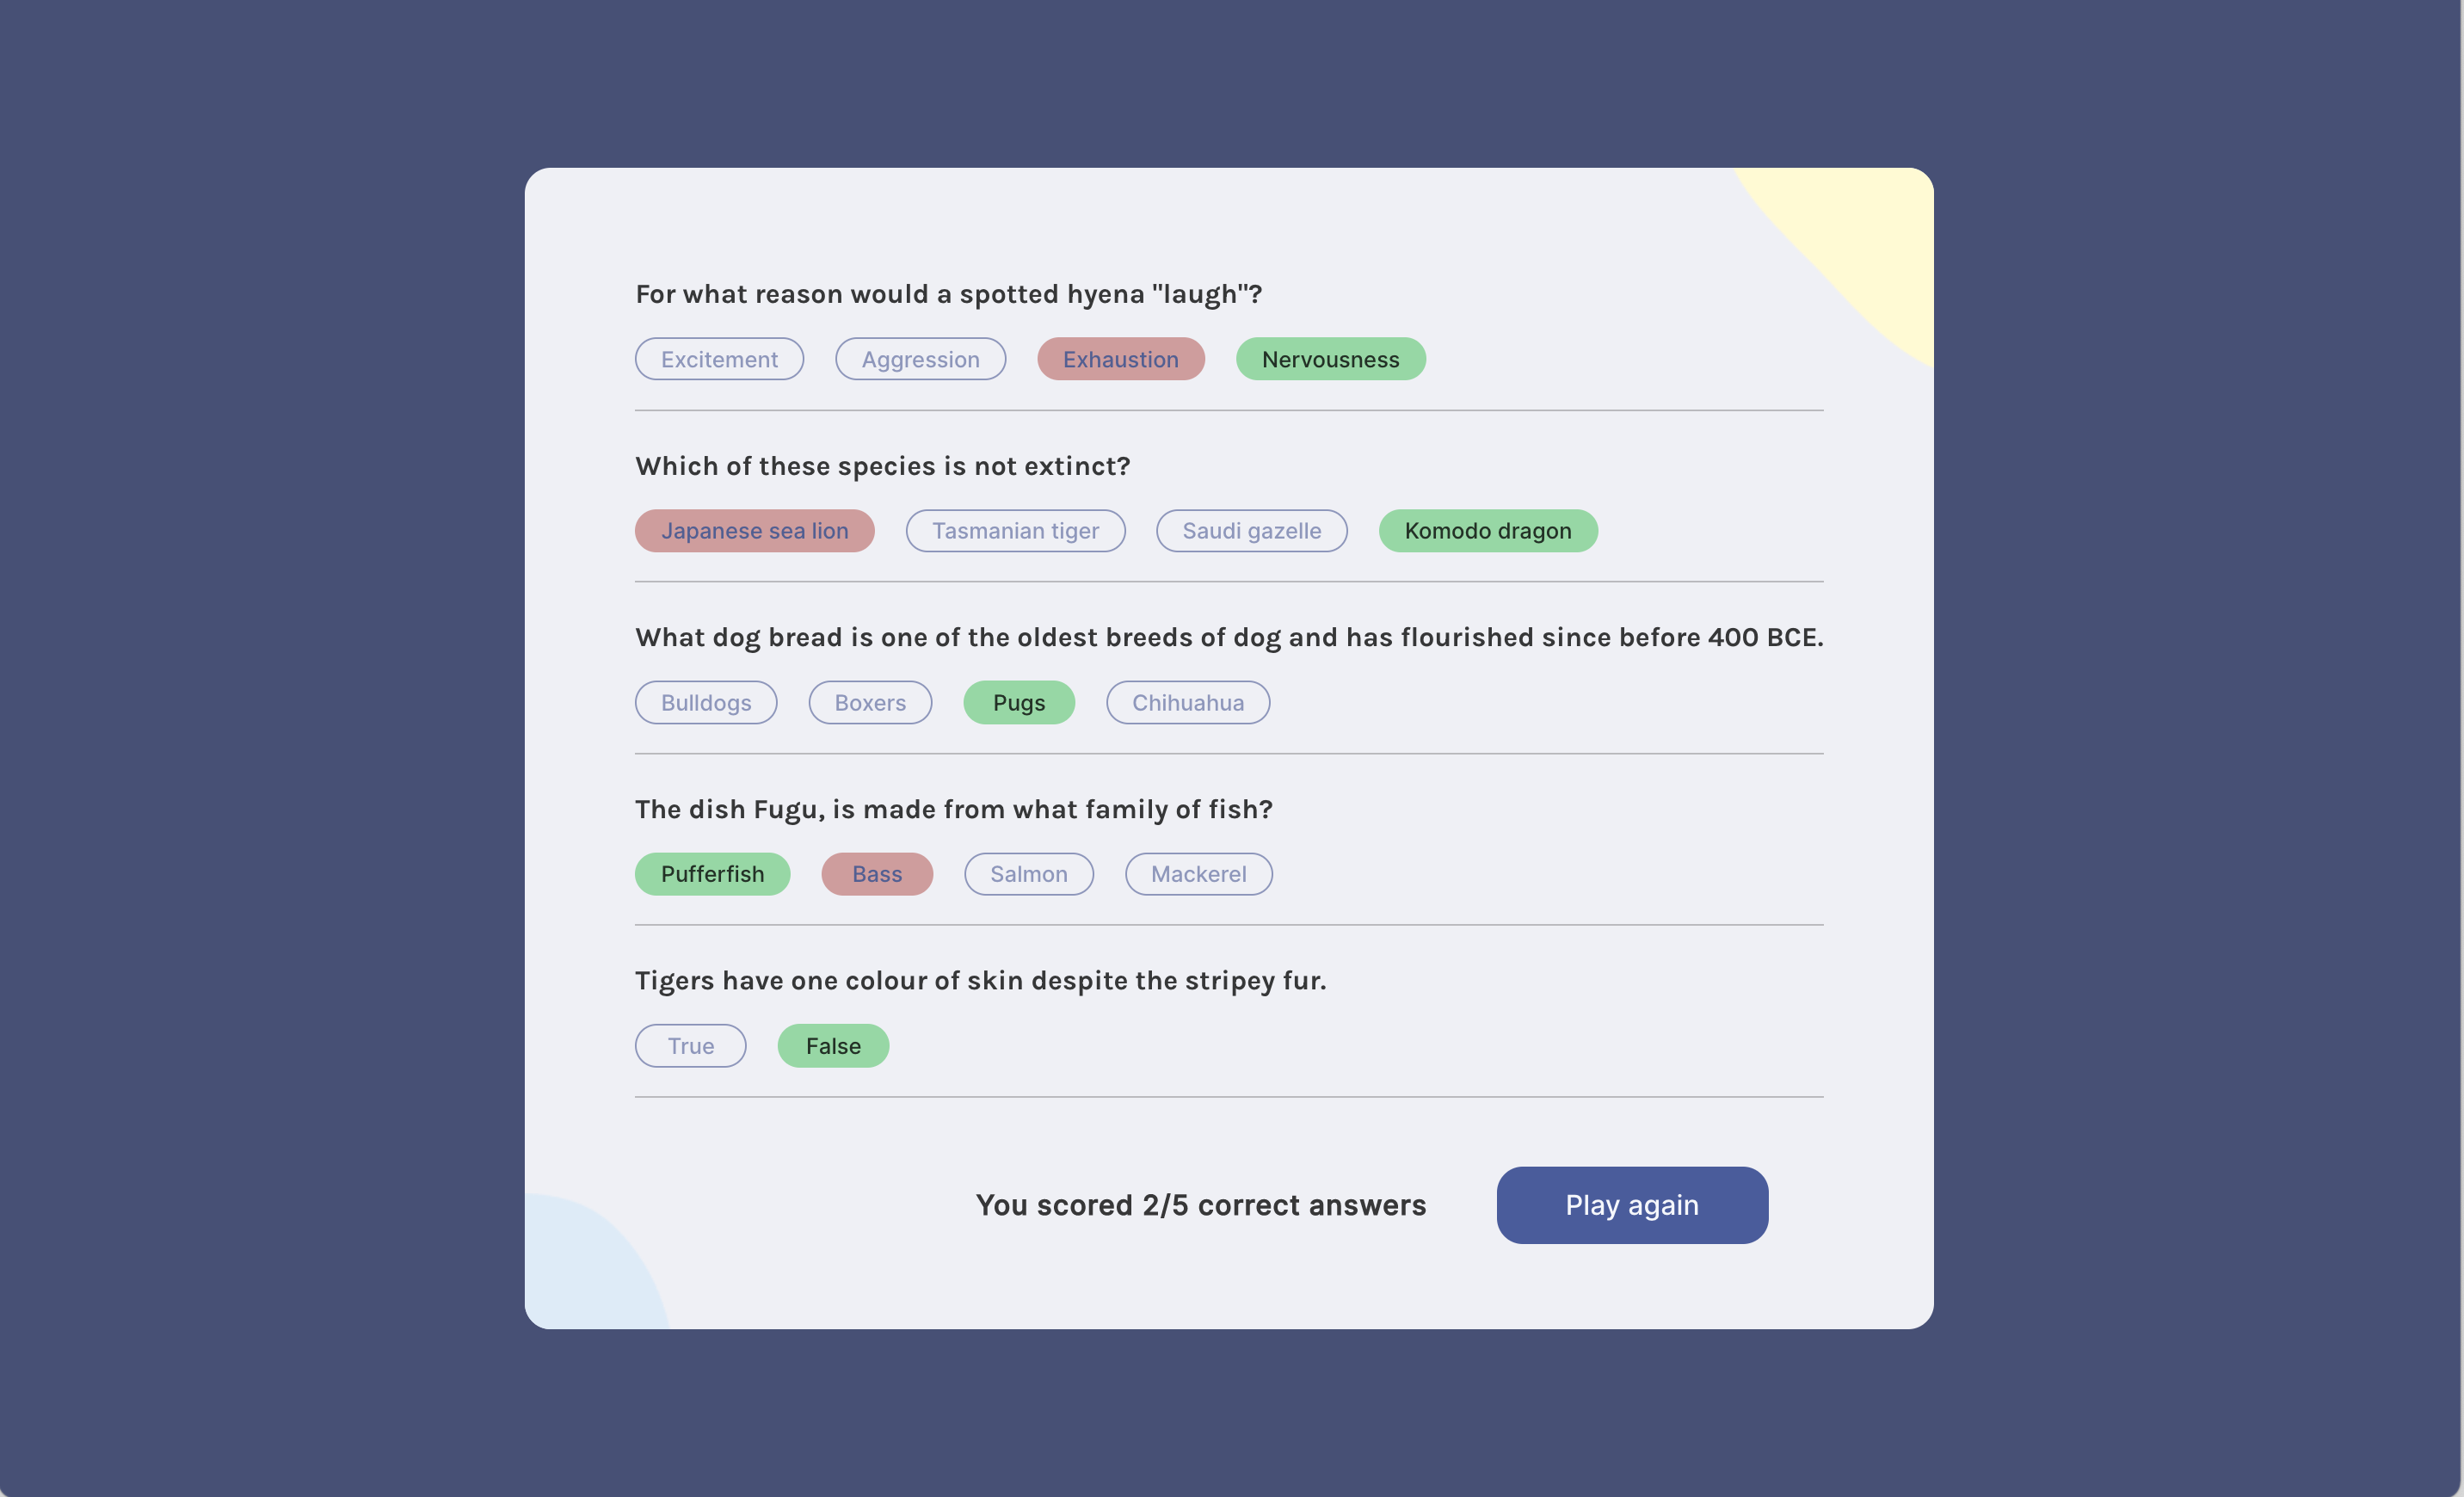 For what reason would a spotted hyena "laugh"?
Excitement Aggression Exhaustion Nervousness
Which of these species is not extinct?
Japanese sea lion Tasmanian tiger Saudi gazelle Komodo dragon
What dog bread is one of the oldest breeds of dog and has flourished since before 400 BCE.
Bulldogs Boxers Pugs Chihuahua
The dish Fugu, is made from what family of fish?
Pufferfish Bass Salmon Mackerel
Tigers have one colour of skin despite the stripey fur.
True False
You scored 2/5 correct answers Play again